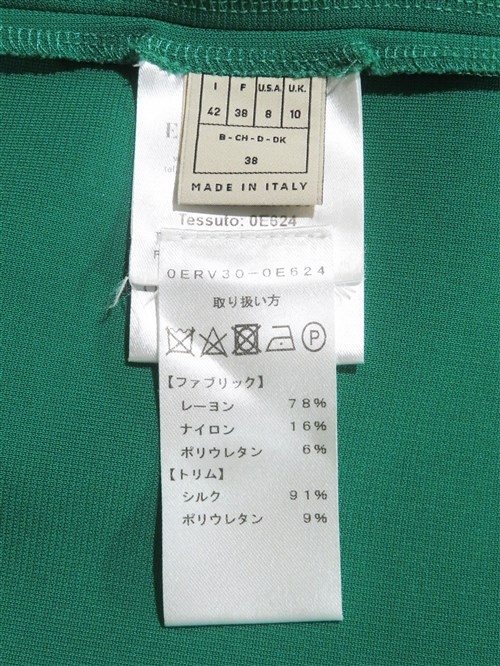 I F U.S.A. U.K.
42 38 8 10
B - CH - D - DK
38
MADE IN ITALY
Tessuto: 0E624
0ERV30-0E624
取り扱い方
P
【ファブリック】
レーヨン 78%
ナイロン 16%
ポリウレタン 6%
【トリム】
シルク 91%
ポリウレタン 9%